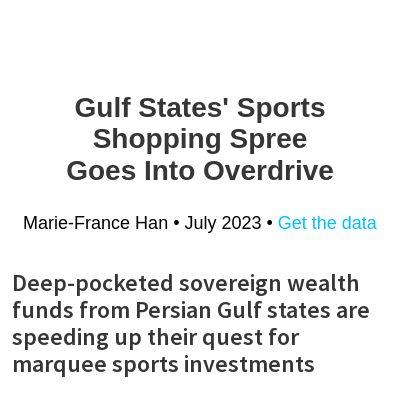 Gulf States' Sports
Shopping Spree
Goes Into Overdrive
Marie-France Han • July 2023 • Get the data
Deep-pocketed sovereign wealth
funds from Persian Gulf states are
speeding up their quest for
marquee sports investments